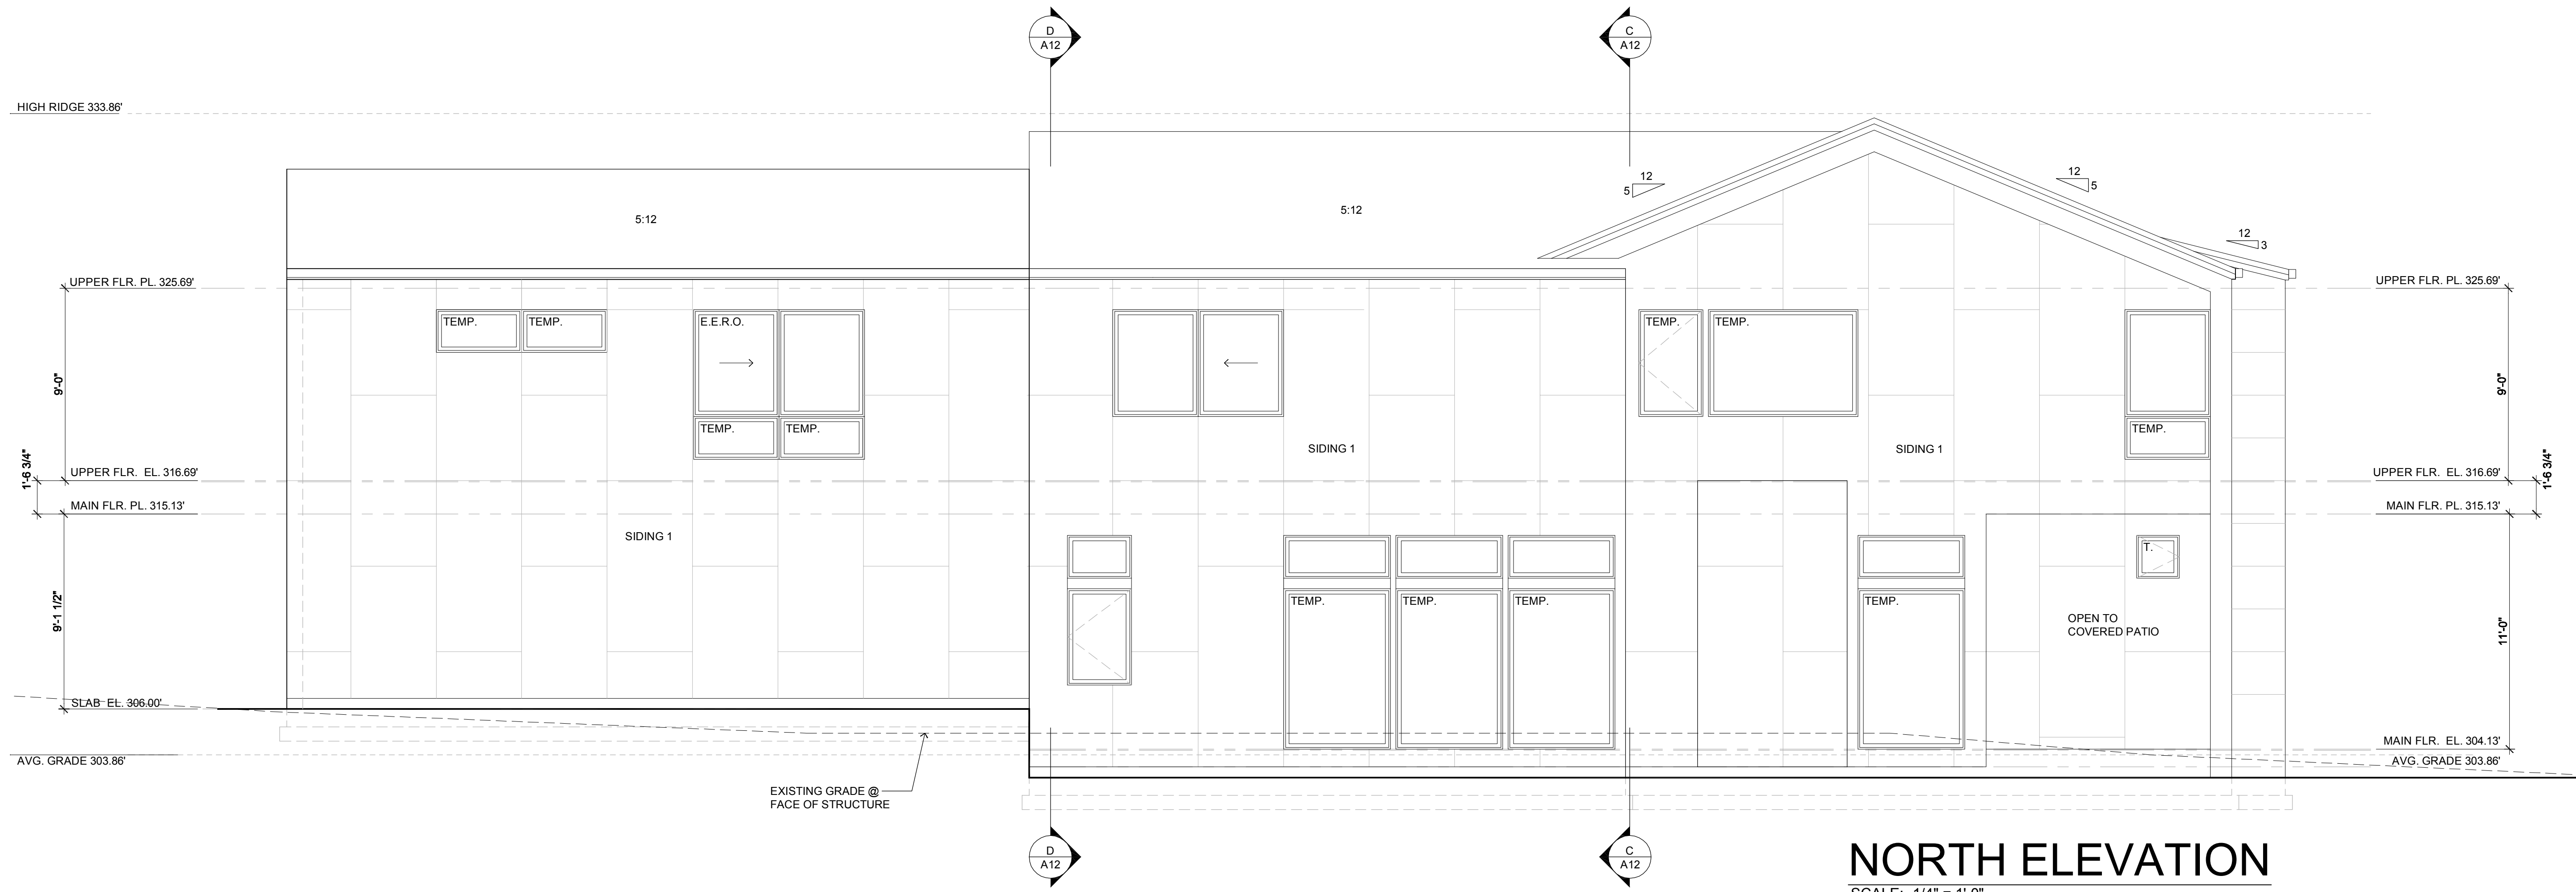 D
A12
C
A12
HIGH RIDGE 333.86'
12
5
12
5
5:12
5:12
12
3
UPPER FLR. PL. 325.69'
UPPER FLR. PL. 325.69'
TEMP.
TEMP.
E.E.R.O.
TEMP.
TEMP.
9'-0"
9'-0"
TEMP.
TEMP.
TEMP.
SIDING 1
SIDING 1
1'-6 3/4"
UPPER FLR. EL. 316.69'
UPPER FLR. EL. 316.69'
1'-6 3/4"
MAIN FLR. PL. 315.13'
MAIN FLR. PL. 315.13'
SIDING 1
T.
9'-1 1/2"
TEMP.
TEMP.
TEMP.
TEMP.
OPEN TO
COVERED PATIO
11'-0"
SLAB EL. 306.00'
MAIN FLR. EL. 304.13'
AVG. GRADE 303.86'
AVG. GRADE 303.86'
EXISTING GRADE @
FACE OF STRUCTURE
D
A12
C
A12
NORTH ELEVATION
SCALE: 1/4" = 1'-0"